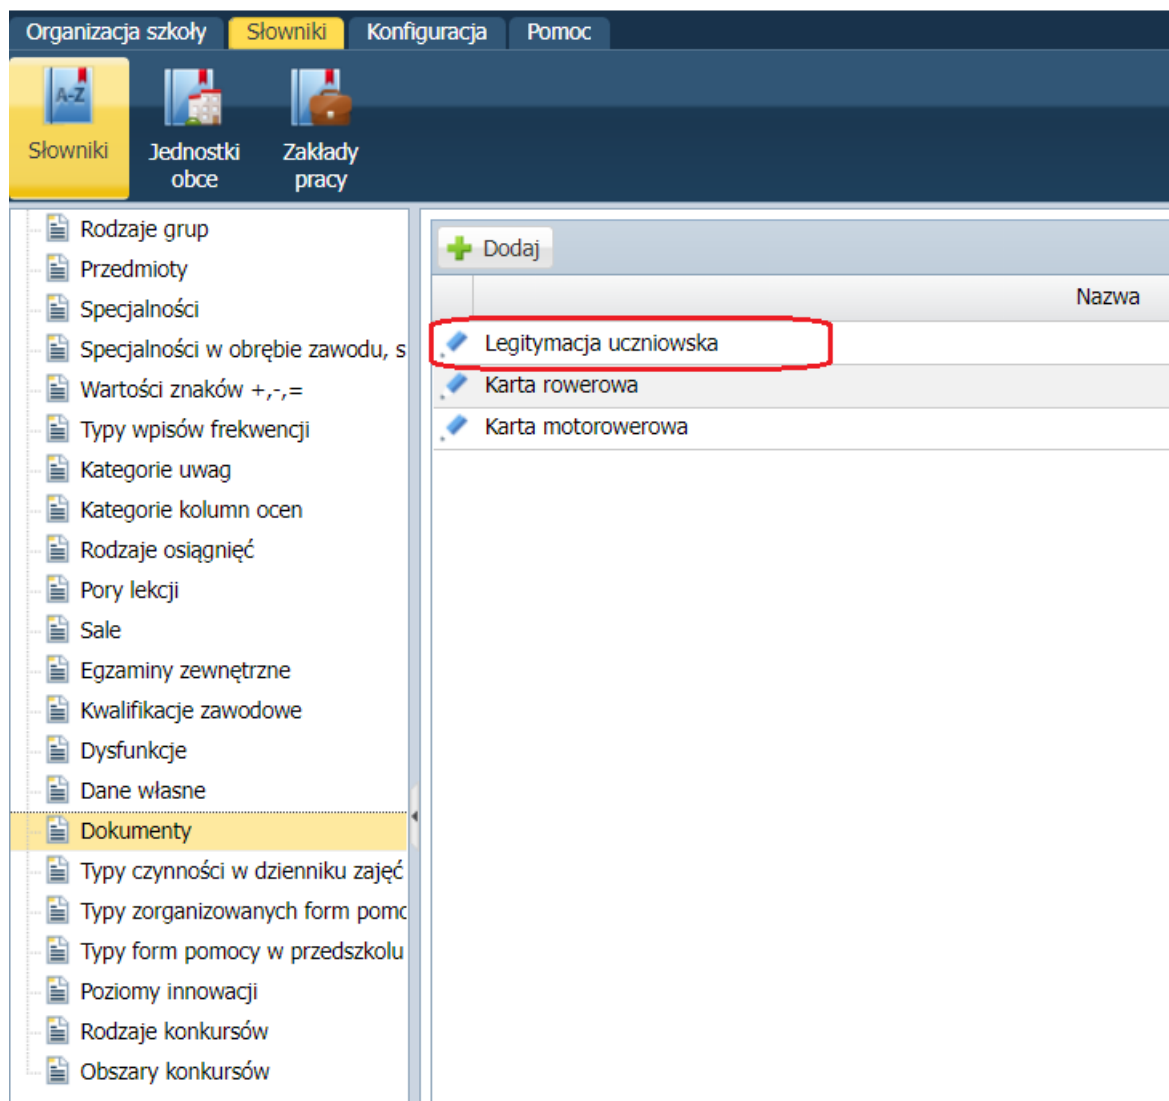 Organizacja szkoły Słowniki Konfiguracja Pomoc
A-Z
Słowniki
Jednostki
obce
Zakłady
pracy
Rodzaje grup
Przedmioty
Specjalności
Specjalności w obrębie zawodu, s
Wartości znaków +,-,=
Typy wpisów frekwencji
Kategorie uwag
Kategorie kolumn ocen
Rodzaje osiągnięć
Pory lekcji
Sale
Egzaminy zewnętrzne
Kwalifikacje zawodowe
Dysfunkcje
Dane własne
Dokumenty
Typy czynności w dzienniku zajęć
Typy zorganizowanych form pomo
Typy form pomocy w przedszkolu
Poziomy innowacji
Rodzaje konkursów
Obszary konkursów
Dodaj
Nazwa
Legitymacja uczniowska
Karta rowerowa
Karta motorowerowa